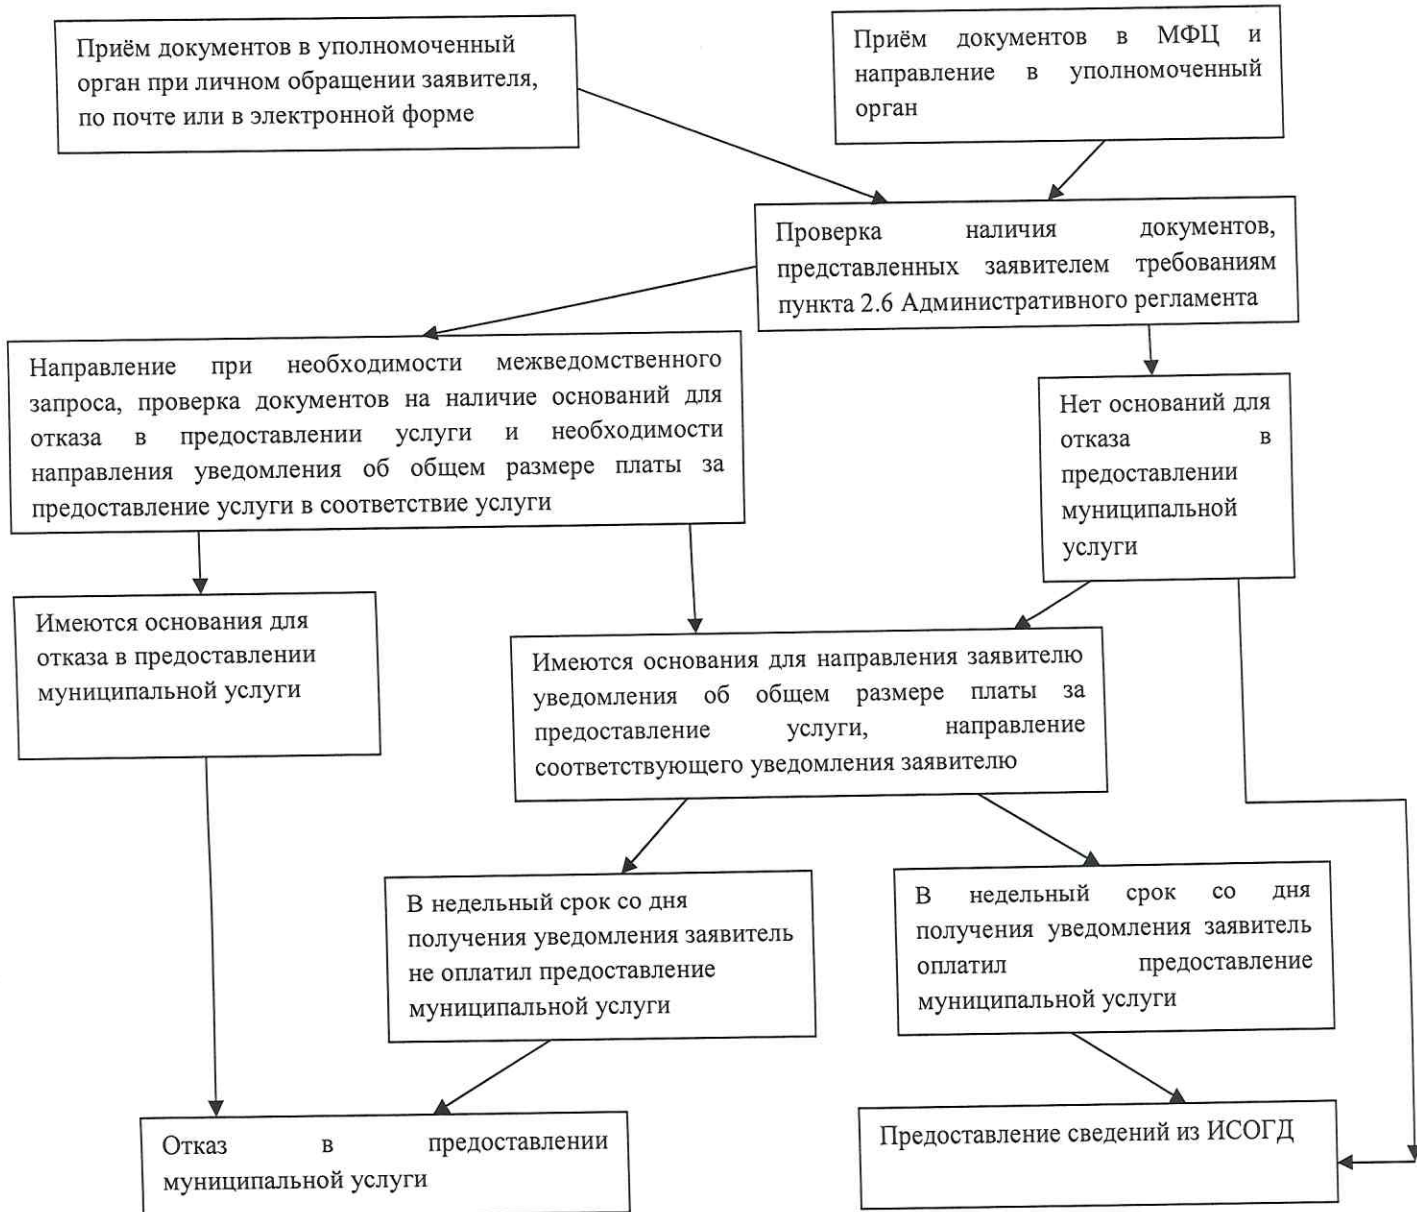 Приём документов в уполномоченный
орган при личном обращении заявителя,
по почте или в электронной форме
Приём документов в МФЦ и
направление в уполномоченный
орган
Проверка наличия документов,
представленных заявителем требованиям
пункта 2.6 Административного регламента
Направление при необходимости межведомственного
запроса, проверка документов на наличие оснований для
отказа в предоставлении услуги и необходимости
направления уведомления об общем размере платы за
предоставление услуги в соответствие услуги
Нет оснований для
отказа в
предоставлении
муниципальной
услуги
Имеются основания для
отказа в предоставлении
муниципальной услуги
Имеются основания для направления заявителю
уведомления об общем размере платы за
предоставление услуги, направление
соответствующего уведомления заявителю
В недельный срок со дня
получения уведомления заявитель
не оплатил предоставление
муниципальной услуги
В недельный срок со дня
получения уведомления заявитель
оплатил предоставление
муниципальной услуги
Отказ в предоставлении
муниципальной услуги
Предоставление сведений из ИСОГД